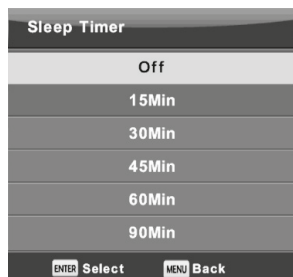 Sleep Timer
Off
15Min
30Min
45Min
60Min
90Min
ENTER Select MENU Back